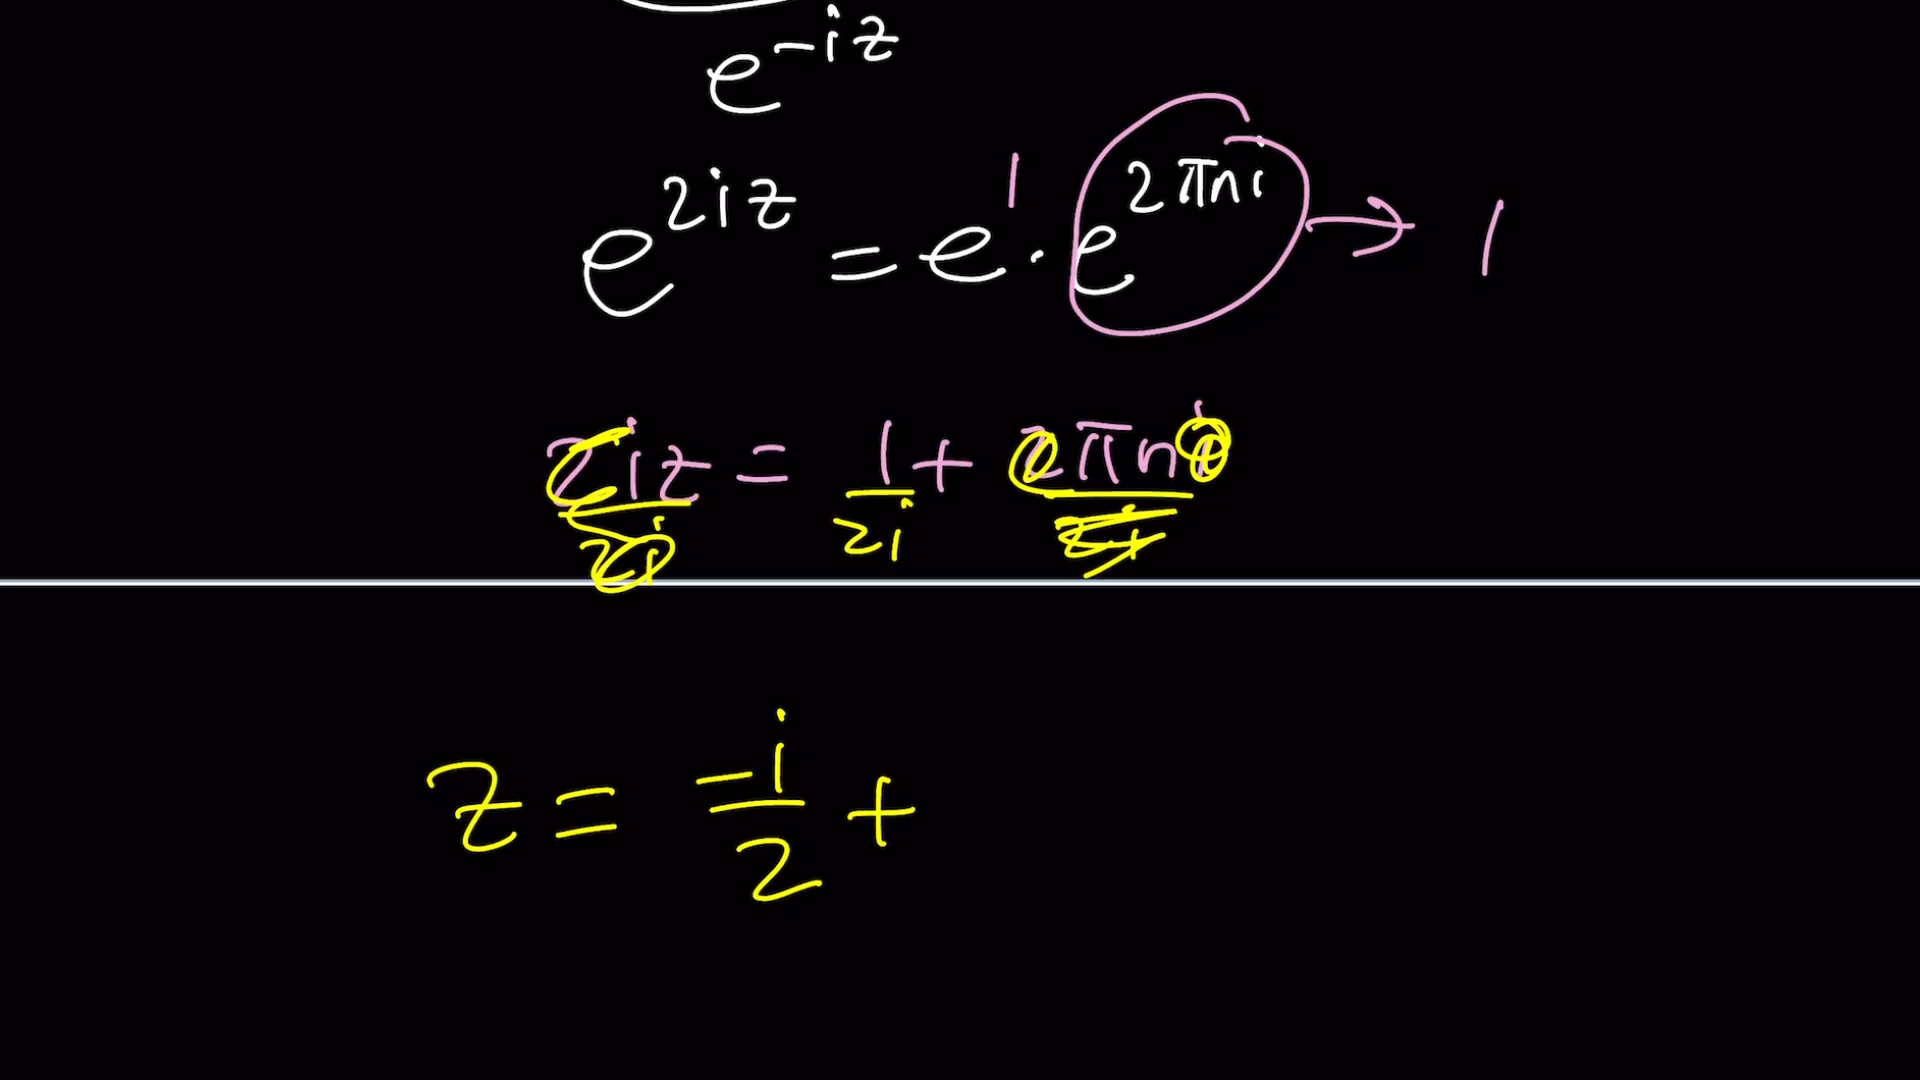 e^{-iz}
e^{2iz} = e^1 · e^{2πni} → 1
2iz/2i = 1/2i + 2πni/2i
z = -i/2 +